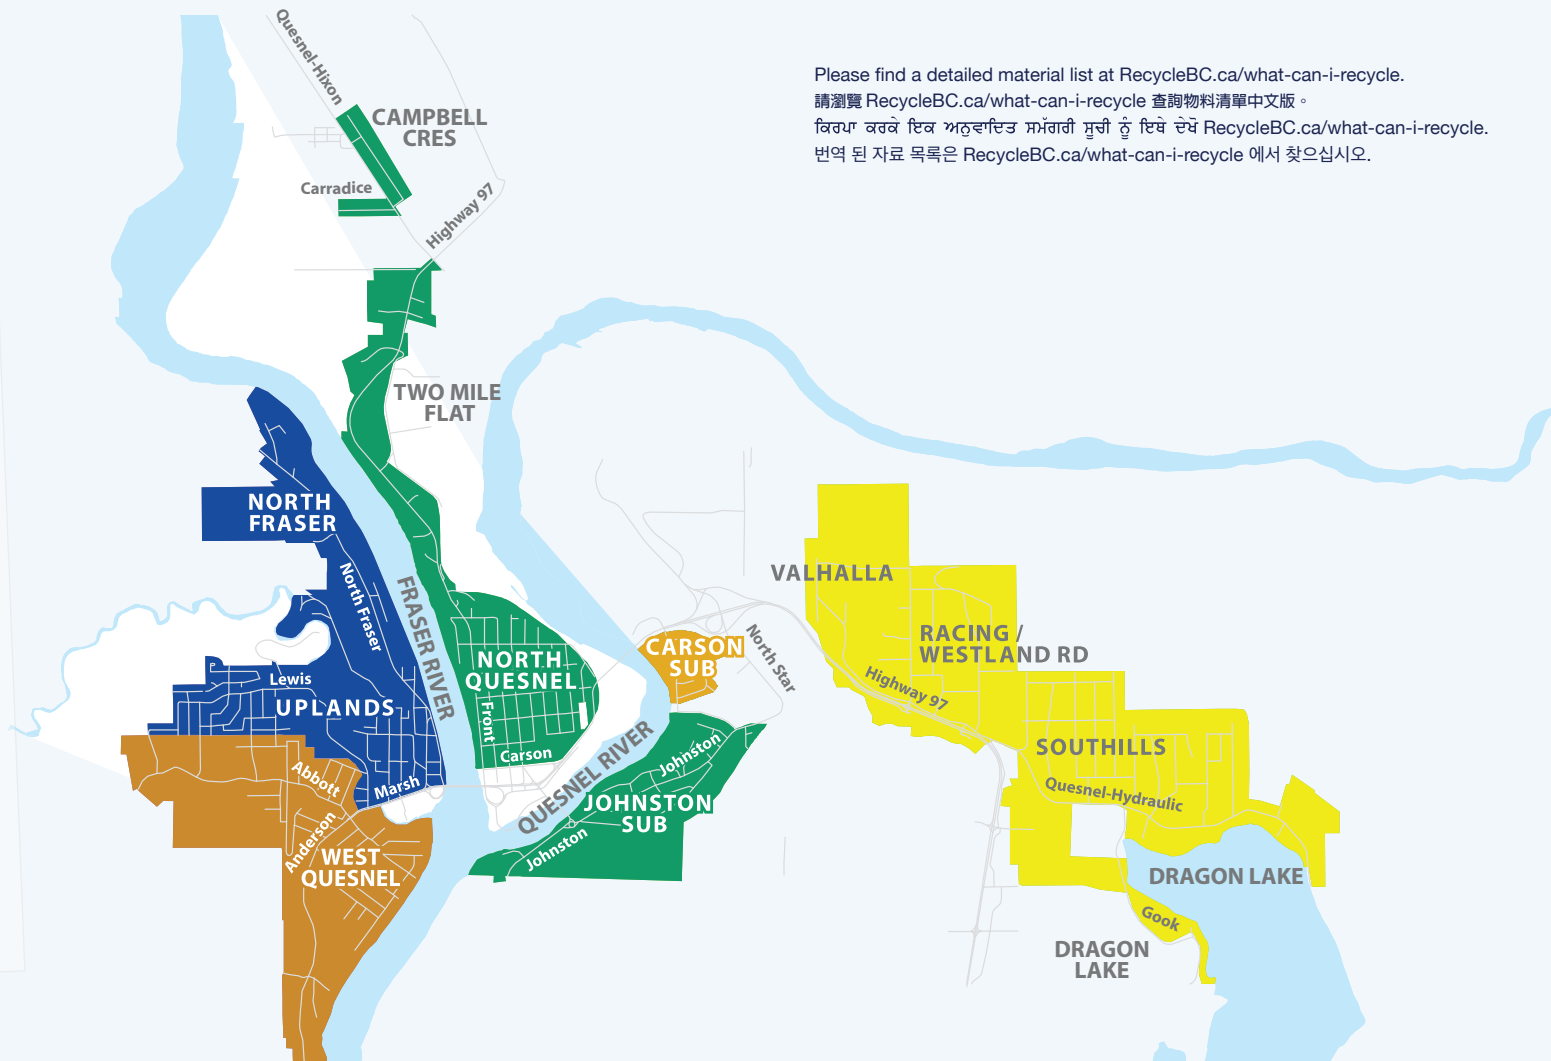 Please find a detailed material list at RecycleBC.ca/what-can-i-recycle.
請瀏覽 RecycleBC.ca/what-can-i-recycle 查詢物料清單中文版。
ਕਿਰਪਾ ਕਰਕੇ ਇਕ ਅਨੁਵਾਦਿਤ ਸਮੱਗਰੀ ਸੂਚੀ ਨੂੰ ਇਥੇ ਦੇਖੋ RecycleBC.ca/what-can-i-recycle.
번역 된 자료 목록은 RecycleBC.ca/what-can-i-recycle 에서 찾으십시오.
Quesnel-Hixon
CAMPBELL
CRES
Carradice
Highway 97
TWO MILE
FLAT
NORTH
FRASER
North Fraser
FRASER RIVER
VALHALLA
RACING /
WESTLAND RD
CARSON
SUB
North Star
NORTH
QUESNEL
Lewis
UPLANDS
Front
Highway 97
Carson
QUESNEL RIVER
Johnston
SOUTHILLS
Abbott
Marsh
Quesnel-Hydraulic
JOHNSTON
SUB
Anderson
Johnston
WEST
QUESNEL
DRAGON LAKE
Gook
DRAGON
LAKE